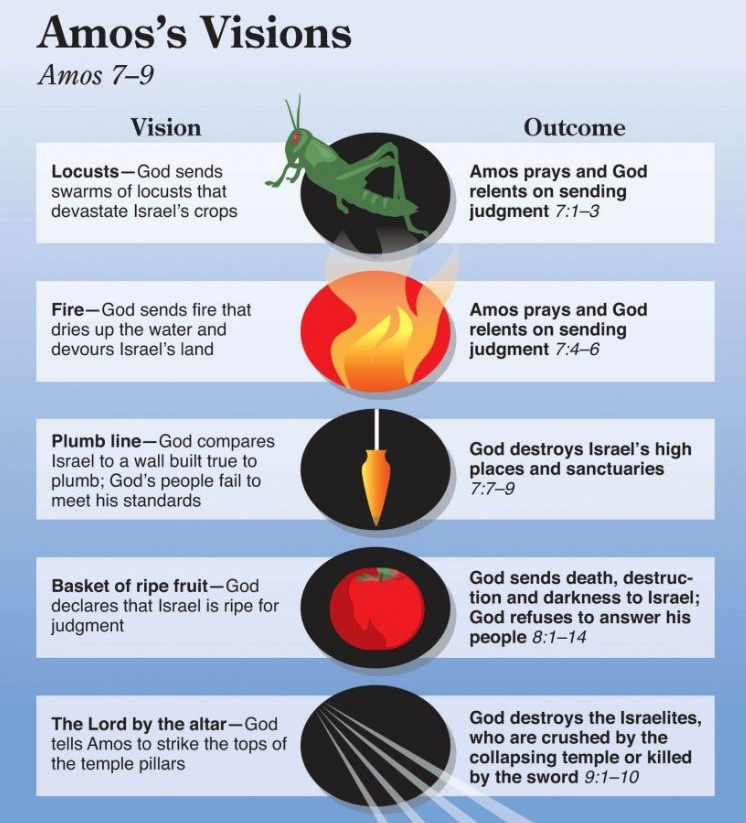 Amos's Visions
Amos 7–9
Vision
Outcome
Locusts—God sends
swarms of locusts that
devastate Israel's crops
Amos prays and God
relents on sending
judgment 7:1–3
Fire—God sends fire that
dries up the water and
devours Israel's land
Amos prays and God
relents on sending
judgment 7:4–6
Plumb line—God compares
Israel to a wall built true to
plumb; God's people fail to
meet his standards
God destroys Israel's high
places and sanctuaries
7:7–9
Basket of ripe fruit—God
declares that Israel is ripe for
judgment
God sends death, destruc-
tion and darkness to Israel;
God refuses to answer his
people 8:1–14
The Lord by the altar—God
tells Amos to strike the tops of
the temple pillars
God destroys the Israelites,
who are crushed by the
collapsing temple or killed
by the sword 9:1–10